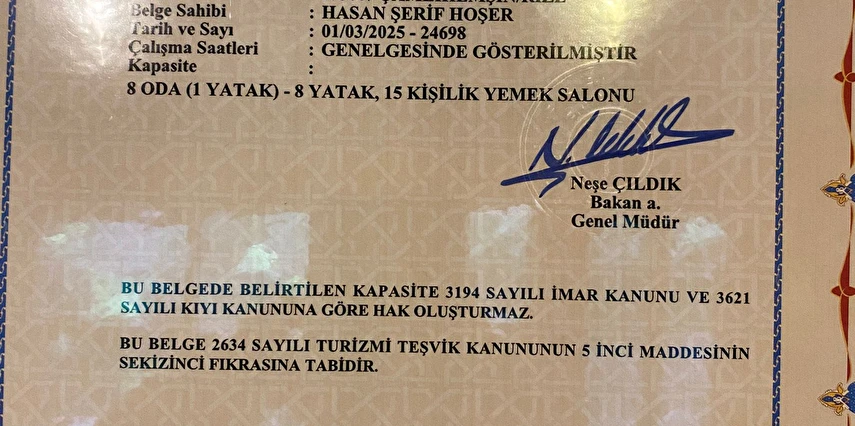 Belge Sahibi : HASAN ŞERİF HOŞER
Tarih ve Sayı : 01/03/2025 - 24698
Çalışma Saatleri : GENELGESİNDE GÖSTERİLMİŞTİR
Kapasite :
8 ODA (1 YATAK) - 8 YATAK, 15 KİŞİLİK YEMEK SALONU
Neşe ÇILDIK
Bakan a.
Genel Müdür
BU BELGEDE BELİRTİLEN KAPASİTE 3194 SAYILI İMAR KANUNU VE 3621
SAYILI KIYI KANUNUNA GÖRE HAK OLUŞTURMAZ.
BU BELGE 2634 SAYILI TURİZMİ TEŞVİK KANUNUNUN 5 İNCİ MADDESİNİN
SEKİZİNCİ FIKRASINA TABİDİR.